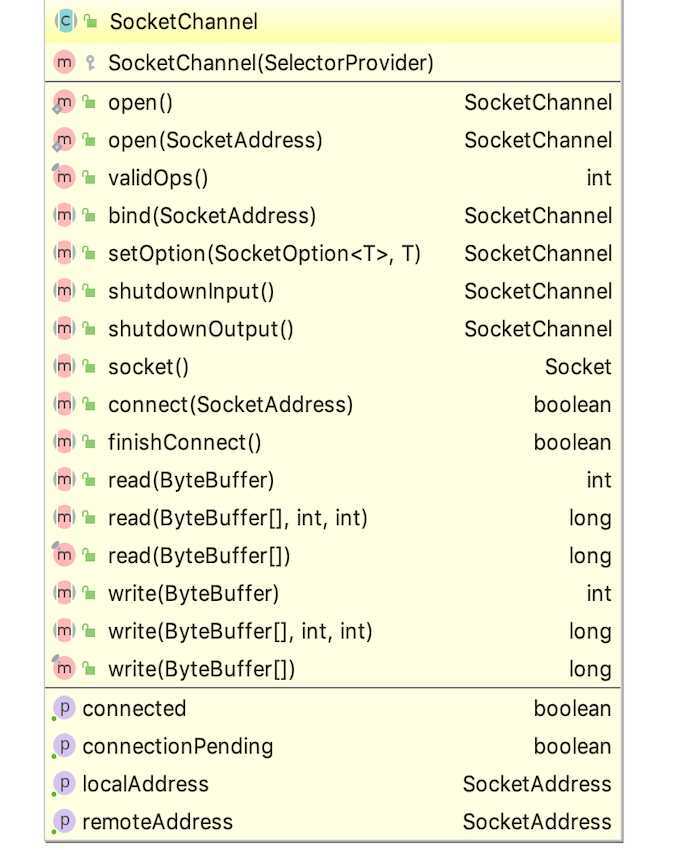 SocketChannel
SocketChannel(SelectorProvider)
open() SocketChannel
open(SocketAddress) SocketChannel
validOps() int
bind(SocketAddress) SocketChannel
setOption(SocketOption<T>, T) SocketChannel
shutdownInput() SocketChannel
shutdownOutput() SocketChannel
socket() Socket
connect(SocketAddress) boolean
finishConnect() boolean
read(ByteBuffer) int
read(ByteBuffer[], int, int) long
read(ByteBuffer[]) long
write(ByteBuffer) int
write(ByteBuffer[], int, int) long
write(ByteBuffer[]) long
connected boolean
connectionPending boolean
localAddress SocketAddress
remoteAddress SocketAddress